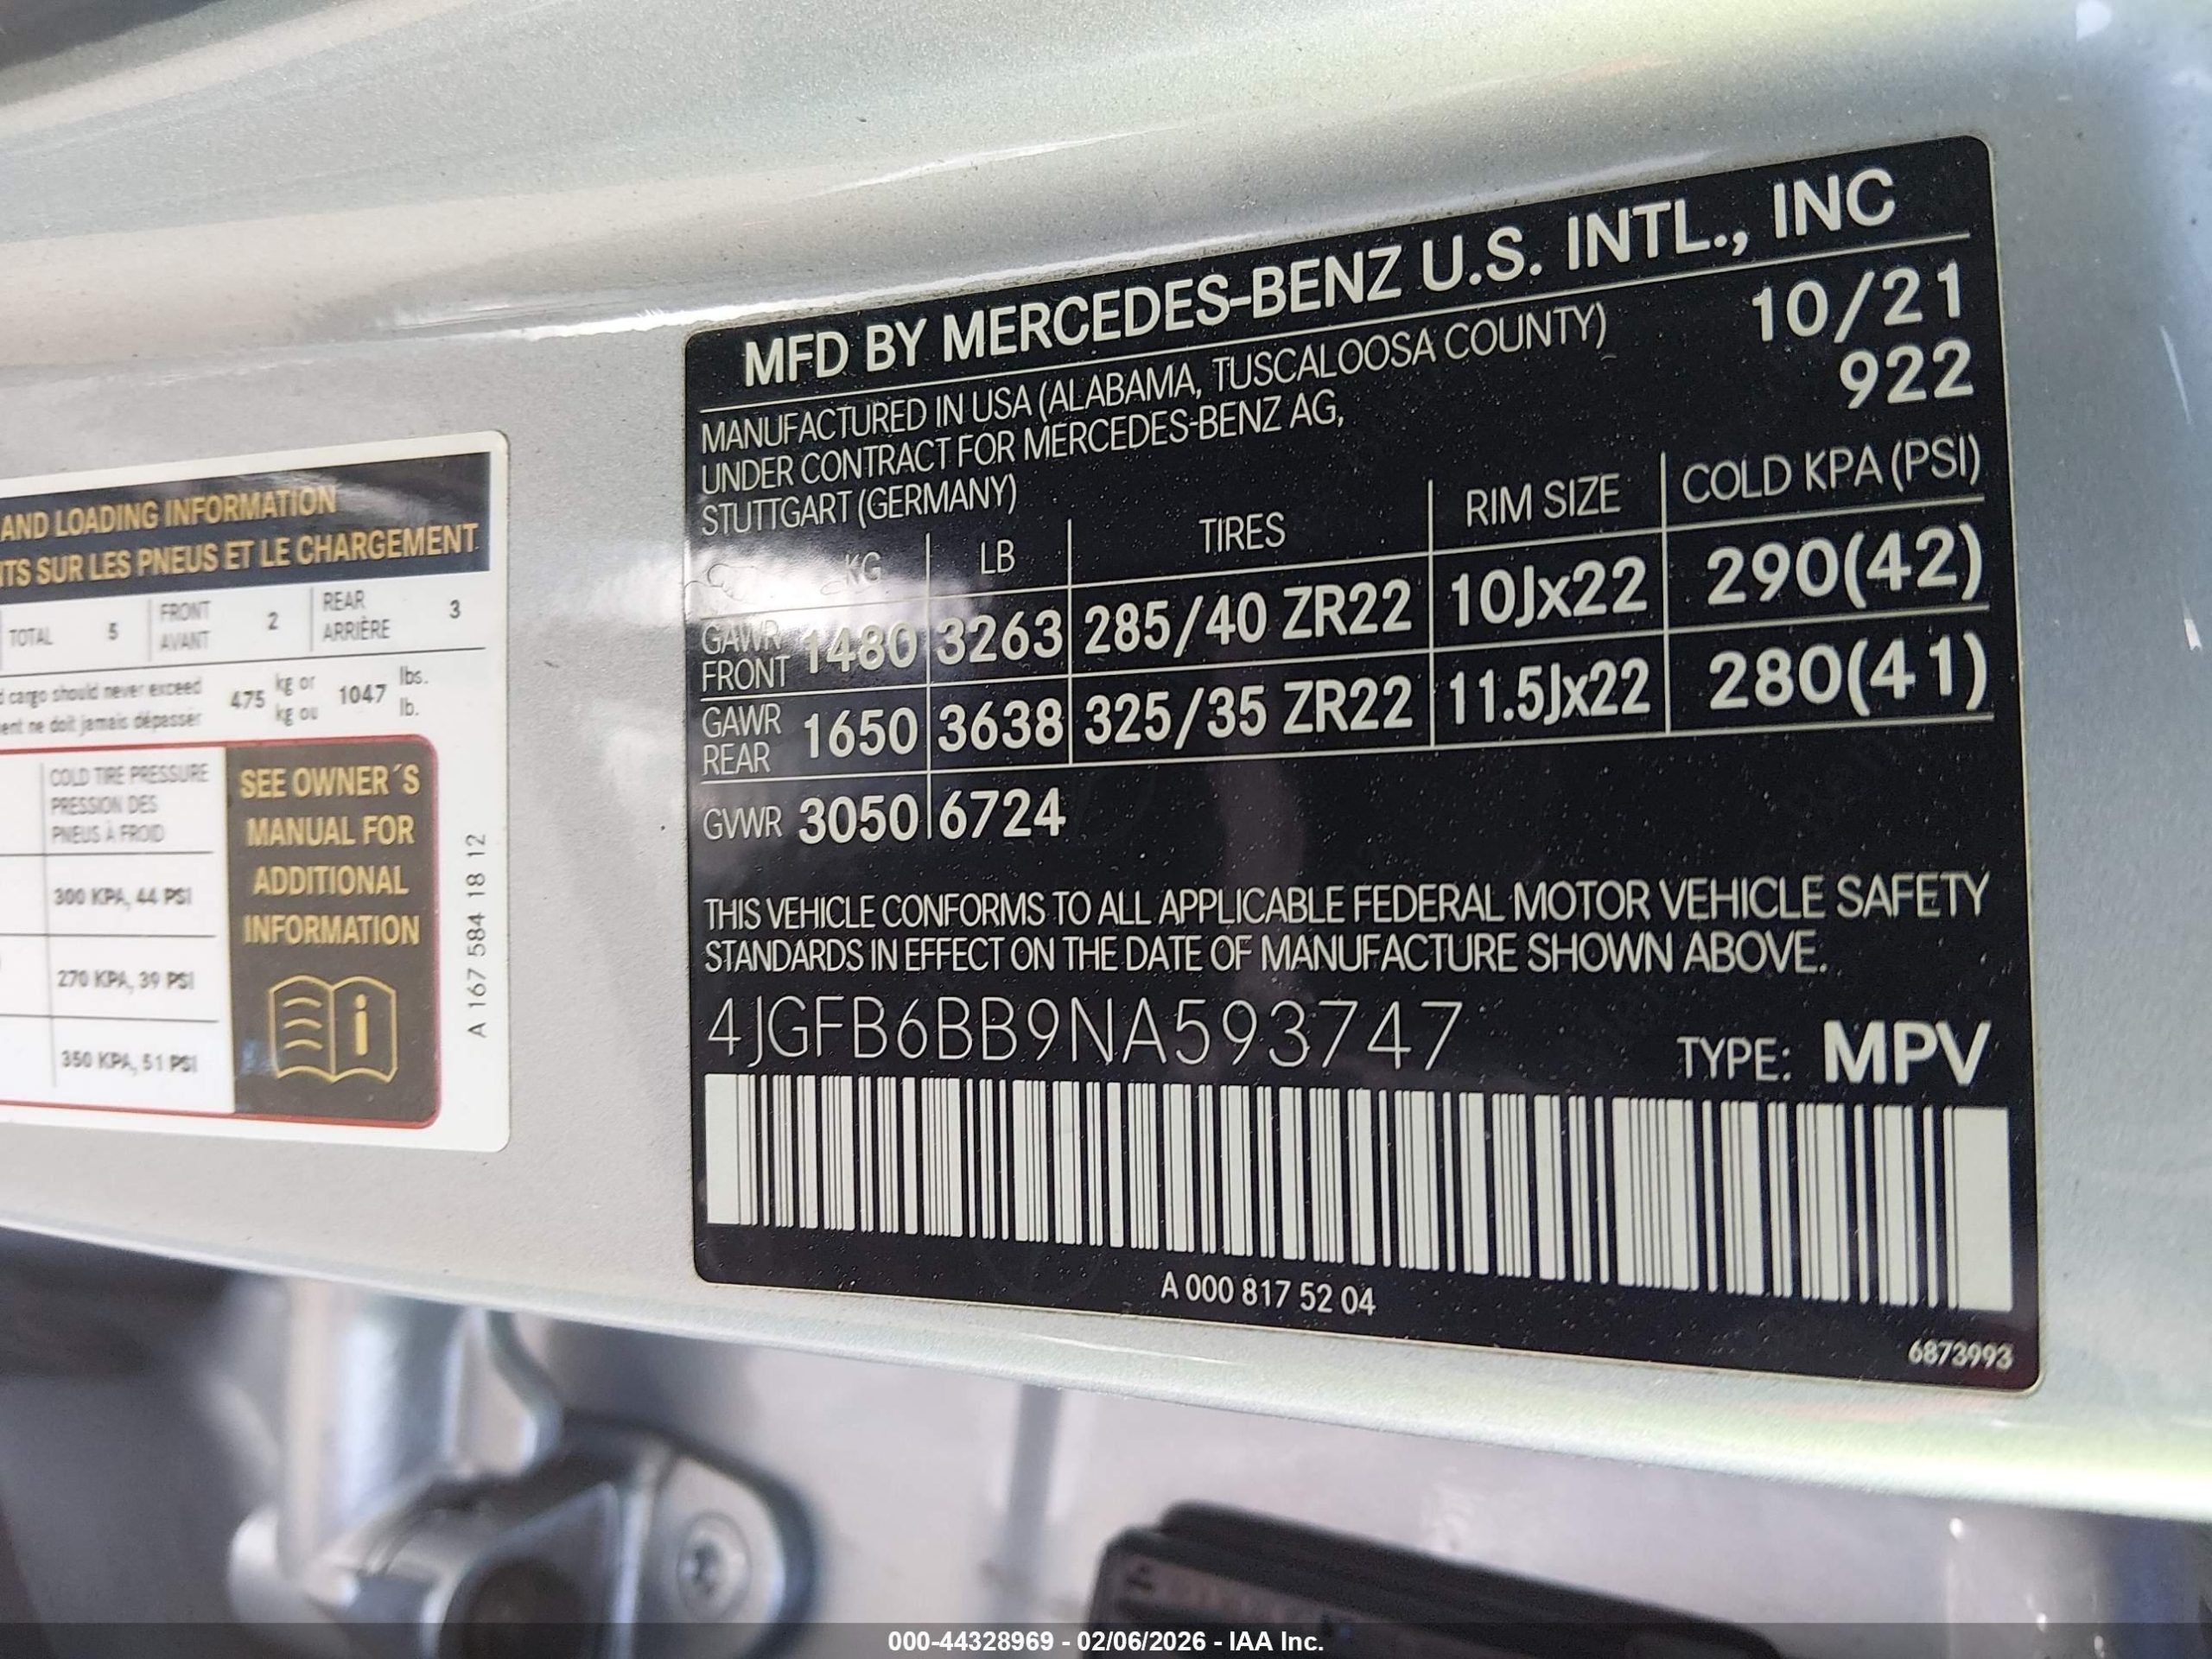 AND LOADING INFORMATION
TS SUR LES PNEUS ET LE CHARGEMENT
TOTAL 5 FRONT AVANT 2 REAR ARRIÈRE 3
cargo should never exceed
ent ne doit jamais dépasser
475 kg or kg ou 1047 lbs. lb.
COLD TIRE PRESSURE
PRESSION DES
PNEUS À FROID
300 KPA, 44 PSI
270 KPA, 39 PSI
350 KPA, 51 PSI
SEE OWNER´S
MANUAL FOR
ADDITIONAL
INFORMATION
A 167 584 18 12
MFD BY MERCEDES-BENZ U.S. INTL., INC
MANUFACTURED IN USA (ALABAMA, TUSCALOOSA COUNTY) 10/21
UNDER CONTRACT FOR MERCEDES-BENZ AG, 922
STUTTGART (GERMANY)
KG LB TIRES RIM SIZE COLD KPA (PSI)
GAWR FRONT 1480 3263 285/40 ZR22 10Jx22 290(42)
GAWR REAR 1650 3638 325/35 ZR22 11.5Jx22 280(41)
GVWR 3050 6724
THIS VEHICLE CONFORMS TO ALL APPLICABLE FEDERAL MOTOR VEHICLE SAFETY
STANDARDS IN EFFECT ON THE DATE OF MANUFACTURE SHOWN ABOVE.
4JGFB6BB9NA593747 TYPE: MPV
A 000 817 52 04
6873993
000-44328969 - 02/06/2026 - IAA Inc.